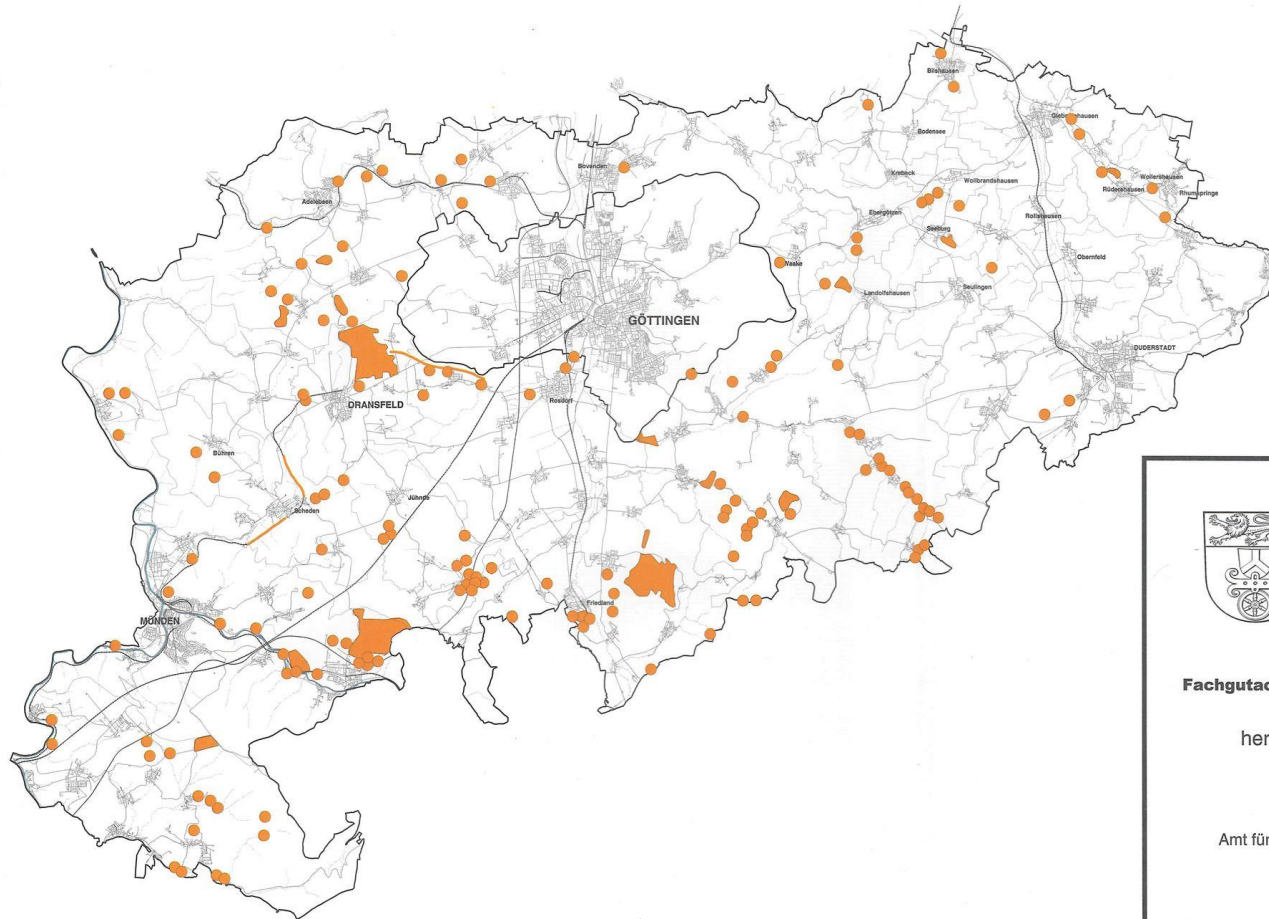 Bilshausen
Gieboldehausen
Bodensee
Bovenden
Krebeck
Wollbrandshausen
Wollershausen
Rüdershausen
Rhumspringe
Adelebsen
Ebergötzen
Rollshausen
Seeburg
Waake
Obernfeld
Landolfshausen
Seulingen
GÖTTINGEN
DUDERSTADT
DRANSFELD
Rosdorf
Bühren
Jühnde
Scheden
Friedland
MÜNDEN
Fachgutac
her
Amt für